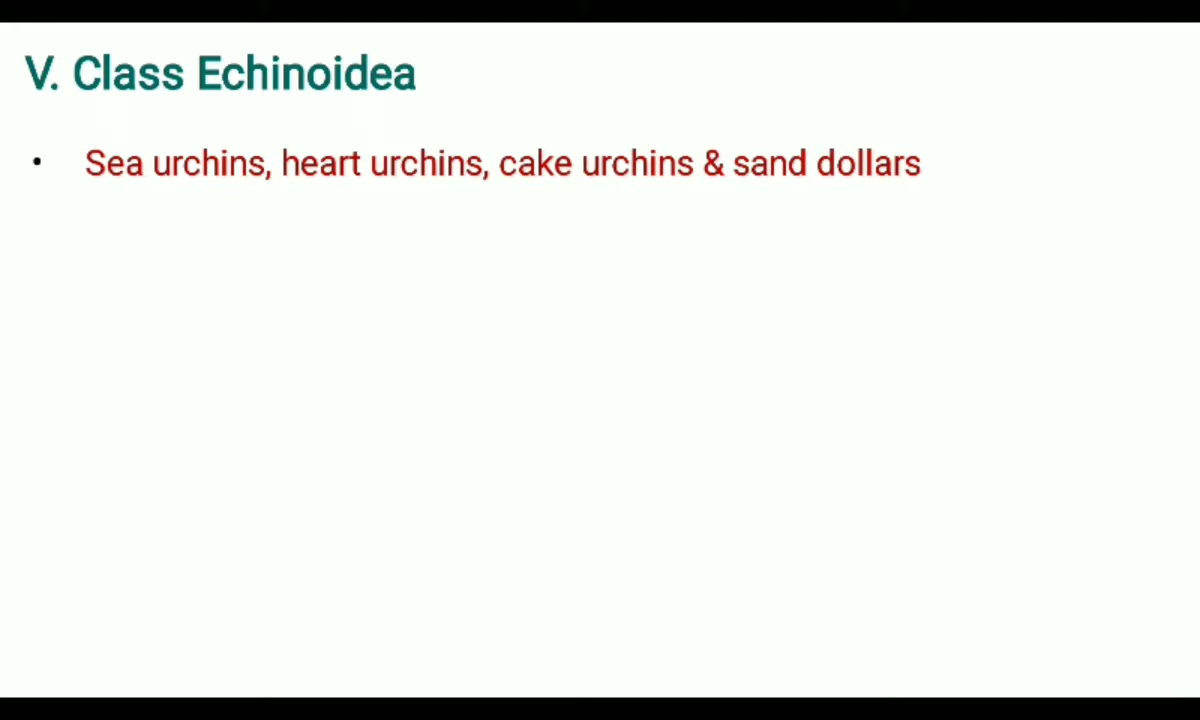 V. Class Echinoidea
• Sea urchins, heart urchins, cake urchins & sand dollars